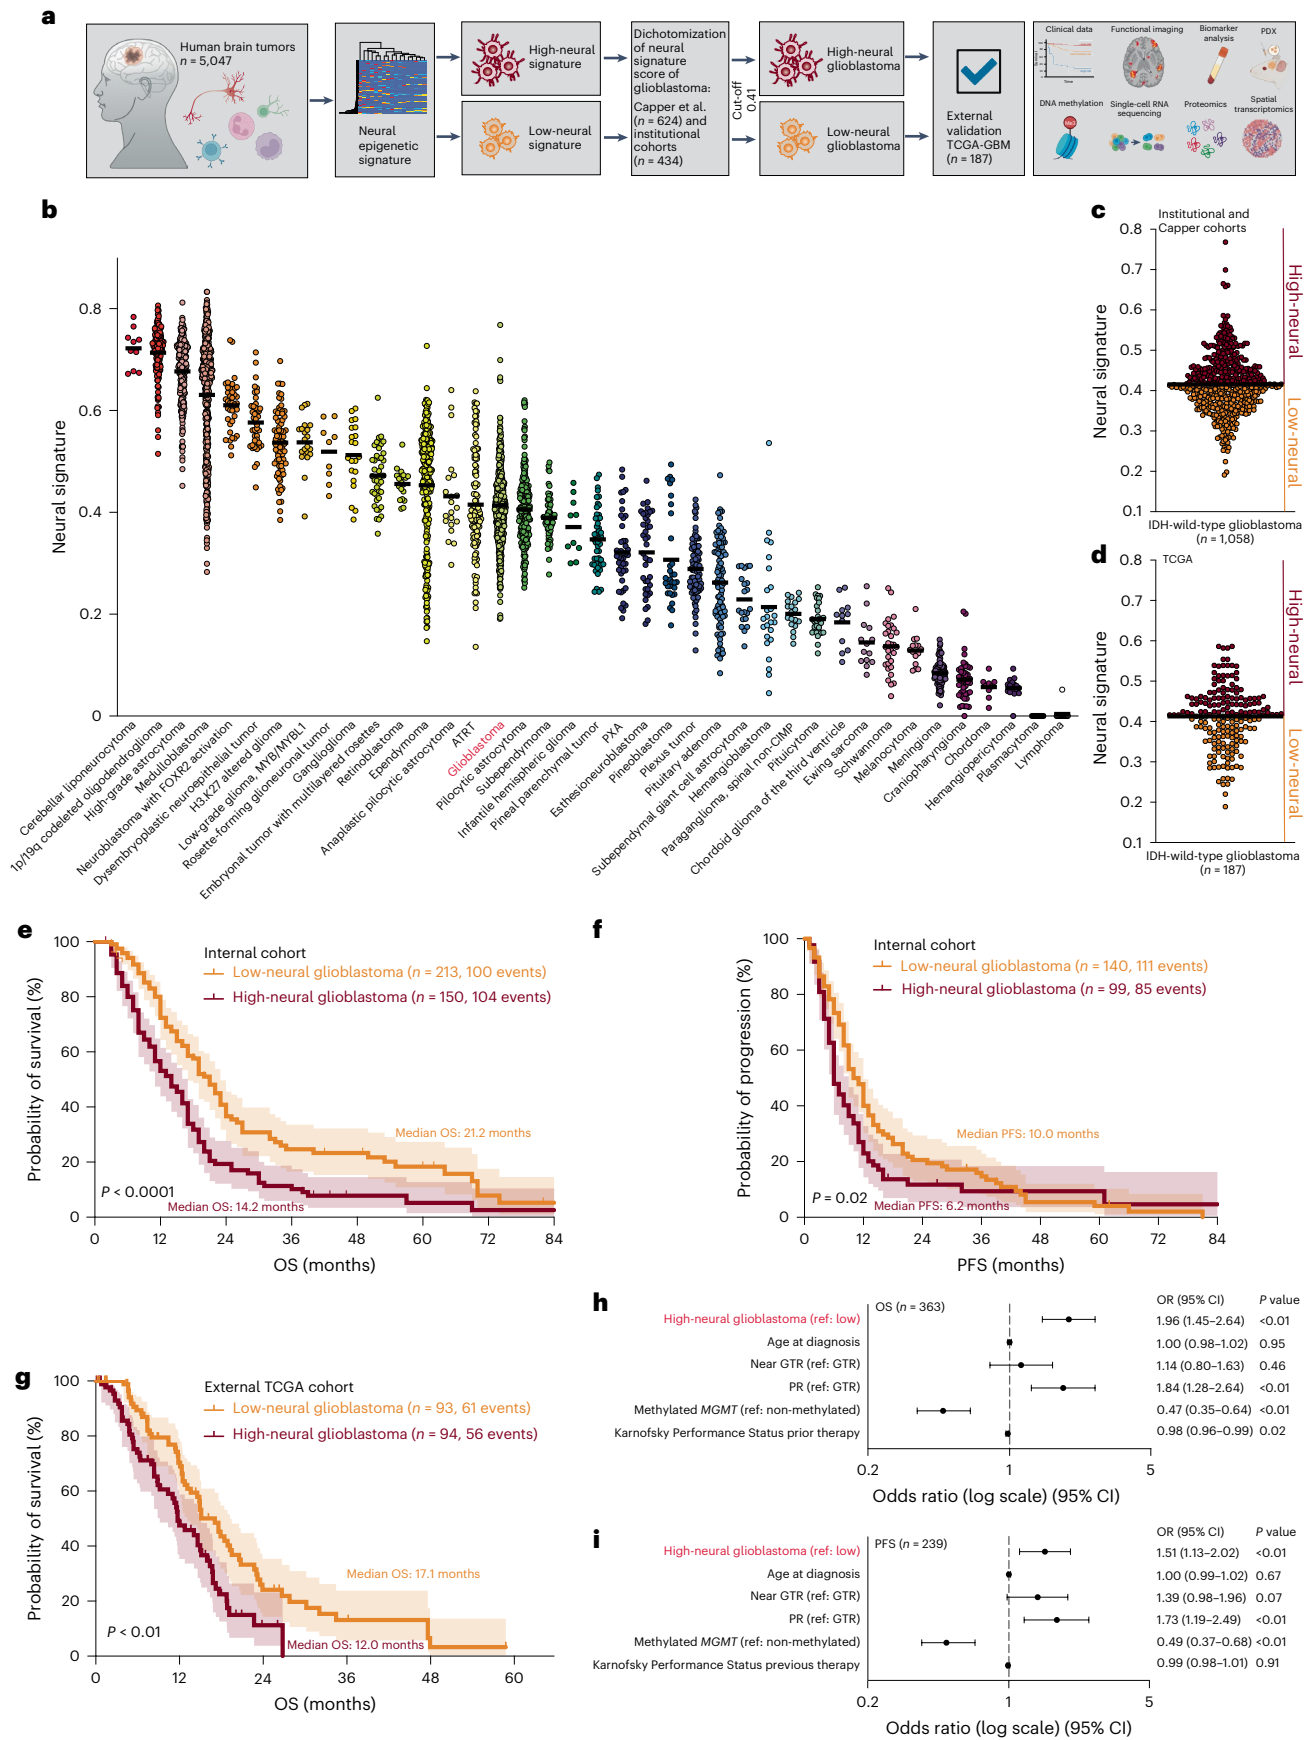 a
Human brain tumors
n = 5,047
Neural
epigenetic
signature
High-neural
signature
Low-neural
signature
Dichotomization
of neural
signature
score of
glioblastoma:
Capper et al.
(n = 624) and
institutional
cohorts
(n = 434)
Cut-off
0.41
High-neural
glioblastoma
Low-neural
glioblastoma
External
validation
TCGA-GBM
(n = 187)
Clinical data
Time
Functional imaging
Biomarker
analysis
PDX
DNA methylation
Me3
Single-cell RNA
sequencing
Proteomics
Spatial
transcriptomics
b
Neural signature
0.8
0.6
0.4
0.2
0
Cerebellar liponeurocytoma
1p/19q codeleted oligodendroglioma
High-grade astrocytoma
Medulloblastoma
Neuroblastoma with FOXR2 activation
Dysembryoplastic neuroepithelial tumor
H3.K27 altered glioma
Low-grade glioma, MYB/MYBL1
Rosette-forming glioneuronal tumor
Ganglioglioma
Embryonal tumor with multilayered rosettes
Retinoblastoma
Ependymoma
Anaplastic pilocytic astrocytoma
ATRT
Glioblastoma
Pilocytic astrocytoma
Subependymoma
Infantile hemispheric glioma
Pineal parenchymal tumor
PXA
Esthesioneuroblastoma
Pineoblastoma
Plexus tumor
Pituitary adenoma
Subependymal giant cell astrocytoma
Hemangioblastoma
Paraganglioma, spinal non-CIMP
Pituicytoma
Chordoid glioma of the third ventricle
Ewing sarcoma
Schwannoma
Melanocytoma
Meningioma
Craniopharyngioma
Chordoma
Hemangiopericytoma
Plasmacytoma
Lymphoma
c
Institutional and
Capper cohorts
Neural signature
0.8
0.7
0.6
0.5
0.4
0.3
0.2
0.1
High-neural
Low-neural
IDH-wild-type glioblastoma
(n = 1,058)
d
TCGA
Neural signature
0.8
0.7
0.6
0.5
0.4
0.3
0.2
0.1
High-neural
Low-neural
IDH-wild-type glioblastoma
(n = 187)
e
Internal cohort
Low-neural glioblastoma (n = 213, 100 events)
High-neural glioblastoma (n = 150, 104 events)
Probability of survival (%)
100
80
60
40
20
0
Median OS: 21.2 months
P < 0.0001
Median OS: 14.2 months
0 12 24 36 48 60 72 84
OS (months)
f
Internal cohort
Low-neural glioblastoma (n = 140, 111 events)
High-neural glioblastoma (n = 99, 85 events)
Probability of progression (%)
100
80
60
40
20
0
Median PFS: 10.0 months
P = 0.02
Median PFS: 6.2 months
0 12 24 36 48 60 72 84
PFS (months)
g
External TCGA cohort
Low-neural glioblastoma (n = 93, 61 events)
High-neural glioblastoma (n = 94, 56 events)
Probability of survival (%)
100
80
60
40
20
0
Median OS: 17.1 months
P < 0.01
Median OS: 12.0 months
0 12 24 36 48 60
OS (months)
h
OS (n = 363)
OR (95% CI) P value
High-neural glioblastoma (ref: low) 1.96 (1.45–2.64) <0.01
Age at diagnosis 1.00 (0.98–1.02) 0.95
Near GTR (ref: GTR) 1.14 (0.80–1.63) 0.46
PR (ref: GTR) 1.84 (1.28–2.64) <0.01
Methylated MGMT (ref: non-methylated) 0.47 (0.35–0.64) <0.01
Karnofsky Performance Status prior therapy 0.98 (0.96–0.99) 0.02
0.2 1 5
Odds ratio (log scale) (95% CI)
i
PFS (n = 239)
OR (95% CI) P value
High-neural glioblastoma (ref: low) 1.51 (1.13–2.02) <0.01
Age at diagnosis 1.00 (0.99–1.02) 0.67
Near GTR (ref: GTR) 1.39 (0.98–1.96) 0.07
PR (ref: GTR) 1.73 (1.19–2.49) <0.01
Methylated MGMT (ref: non-methylated) 0.49 (0.37–0.68) <0.01
Karnofsky Performance Status previous therapy 0.99 (0.98–1.01) 0.91
0.2 1 5
Odds ratio (log scale) (95% CI)